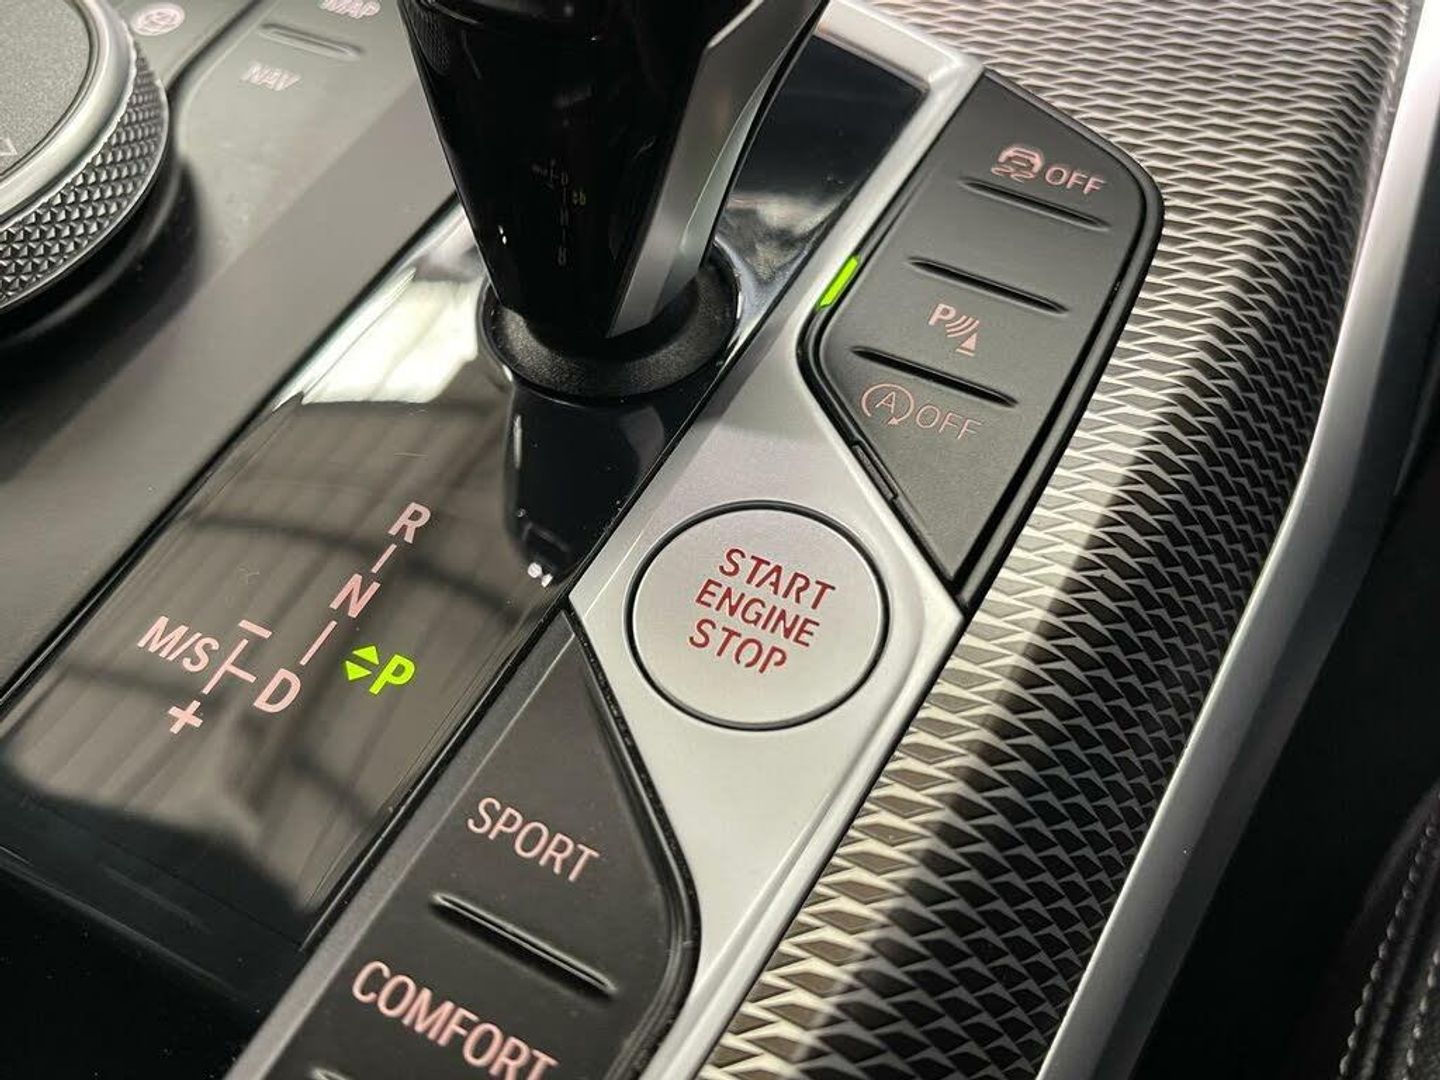 MAP
NAV
OFF
P
A OFF
R
N
M/S
–
D
P
+
START
ENGINE
STOP
SPORT
COMFORT